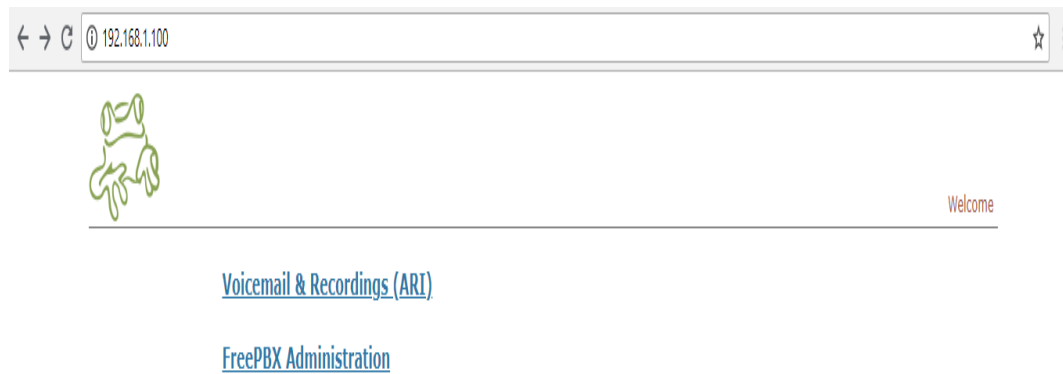 192.168.1.100
Welcome
Voicemail & Recordings (ARI)
FreePBX Administration